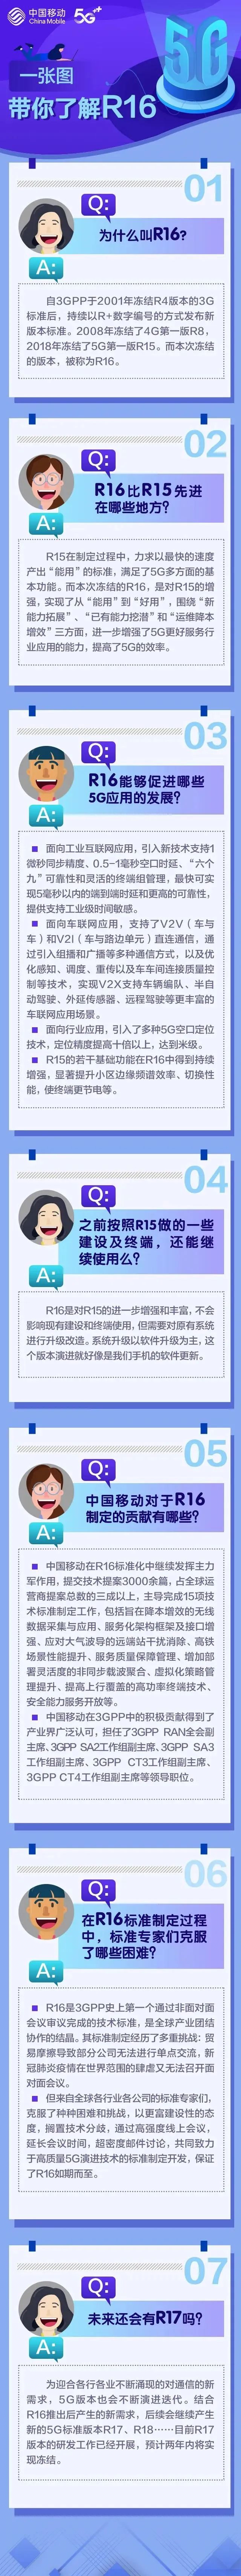 中国移动
China Mobile
5G++
5G
一张图
带你了解R16
01
Q:
为什么叫R16?
A:
自3GPP于2001年冻结R4版本的3G
标准后，持续以R+数字编号的方式发布新
版本标准。2008年冻结了4G第一版R8，
2018年冻结了5G第一版R15。而本次冻结
的版本，被称为R16。
02
Q:
R16比R15先进
在哪些地方?
A:
R15在制定过程中，力求以最快的速度
产出“能用”的标准，满足了5G多方面的基
本功能。而本次冻结的R16，是对R15的增
强，实现了从“能用”到“好用”，围绕“新
能力拓展”、“已有能力挖潜”和“运维降本
增效”三方面，进一步增强了5G更好服务行
业应用的能力，提高了5G的效率。
03
Q:
R16能够促进哪些
5G应用的发展?
A:
面向工业互联网应用，引入新技术支持1
微秒同步精度、0.5-1毫秒空口时延、“六个
九”可靠性和灵活的终端组管理，最快可实
现5毫秒以内的端到端时延和更高的可靠性，
提供支持工业级时间敏感。
面向车联网应用，支持了V2V（车与
车）和V2I（车与路边单元）直连通信，通
过引入组播和广播等多种通信方式，以及优
化感知、调度、重传以及车车间连接质量控
制等技术，实现V2X支持车辆编队、半自
动驾驶、外延传感器、远程驾驶等更丰富的
车联网应用场景。
面向行业应用，引入了多种5G空口定位
技术，定位精度提高十倍以上，达到米级。
R15的若干基础功能在R16中得到持续
增强，显著提升小区边缘频谱效率、切换性
能，使终端更节电等。
04
Q:
之前按照R15做的一些
建设及终端，还能继
续使用么?
A:
R16是对R15的进一步增强和丰富，不会
影响现有建设和终端使用，但需要对原有系统
进行升级改造。系统升级以软件升级为主，这
个版本演进就好像是我们手机的软件更新。
05
Q:
中国移动对于R16
制定的贡献有哪些?
A:
中国移动在R16标准化中继续发挥主力
军作用，提交技术提案3000余篇，占全球运
营商提案总数的三成以上，主导完成15项技
术标准制定工作，包括旨在降本增效的无线
数据采集与应用、服务化架构框架及接口增
强、应对大气波导的远端站干扰消除、高铁
场景性能提升、服务质量保障管理、增加部
署灵活度的非同步载波聚合、虚拟化策略管
理提升、提高上行覆盖的高功率终端技术、
安全能力服务开放等。
中国移动在3GPP中的积极贡献得到了
产业界广泛认可，担任了3GPP RAN全会副
主席、3GPP SA2工作组副主席、3GPP SA3
工作组副主席、3GPP CT3工作组副主席、
3GPP CT4工作组副主席等领导职位。
06
Q:
在R16标准制定过程
中，标准专家们克服
了哪些困难?
A:
R16是3GPP史上第一个通过非面对面
会议审议完成的技术标准，是全球产业团结
协作的结晶。其标准制定经历了多重挑战：贸
易摩擦导致部分公司无法进行单点交流，新
冠肺炎疫情在世界范围的肆虐又无法召开面
对面会议。
但来自全球各行业各公司的标准专家们，
克服了种种困难和挑战，以更富建设性的态
度，搁置技术分歧，通过高强度线上会议，
延长会议时间，超密度邮件讨论，共同致力
于高质量5G演进技术的标准制定开发，保证
了R16如期而至。
07
Q:
未来还会有R17吗?
A:
为迎合各行各业不断涌现的对通信的新
需求，5G版本也会不断演进迭代。结合
R16推出后产生的新需求，后续会继续产生
新的5G标准版本R17、R18……目前R17
版本的研发工作已经开展，预计两年内将实
现冻结。